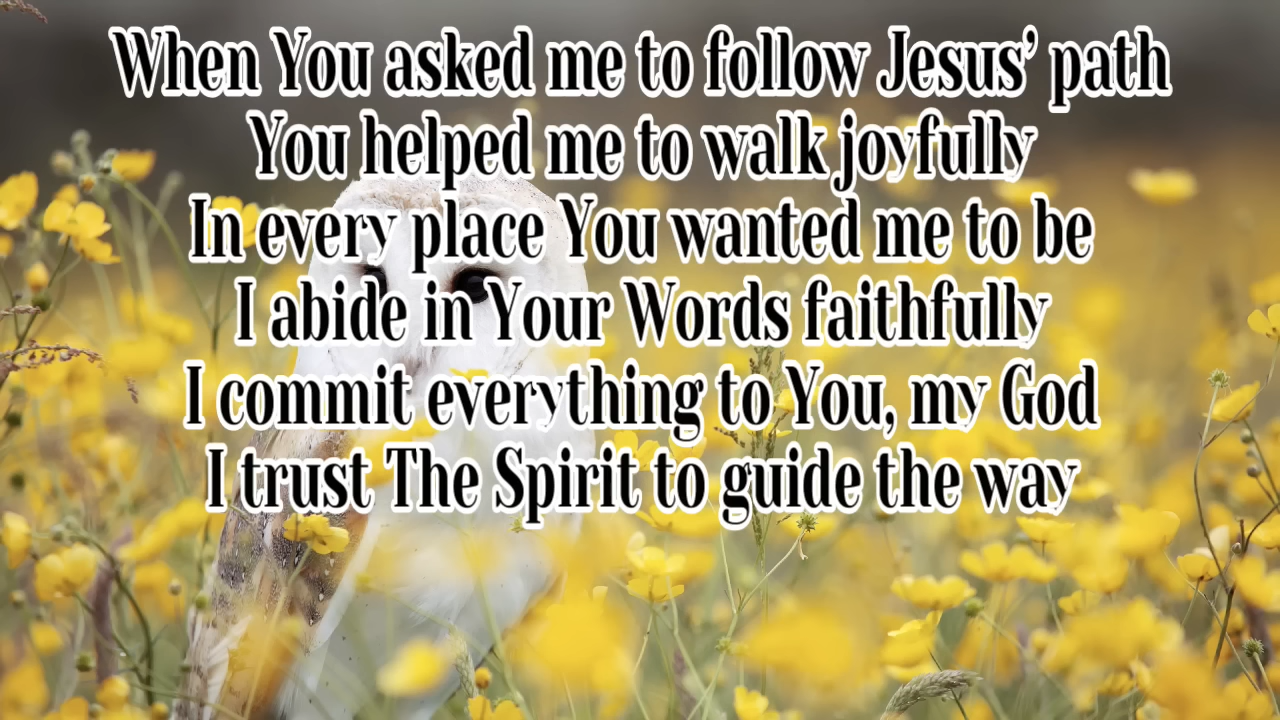 When You asked me to follow Jesus’ path
You helped me to walk joyfully
In every place You wanted me to be
I abide in Your Words faithfully
I commit everything to You, my God
I trust The Spirit to guide the way